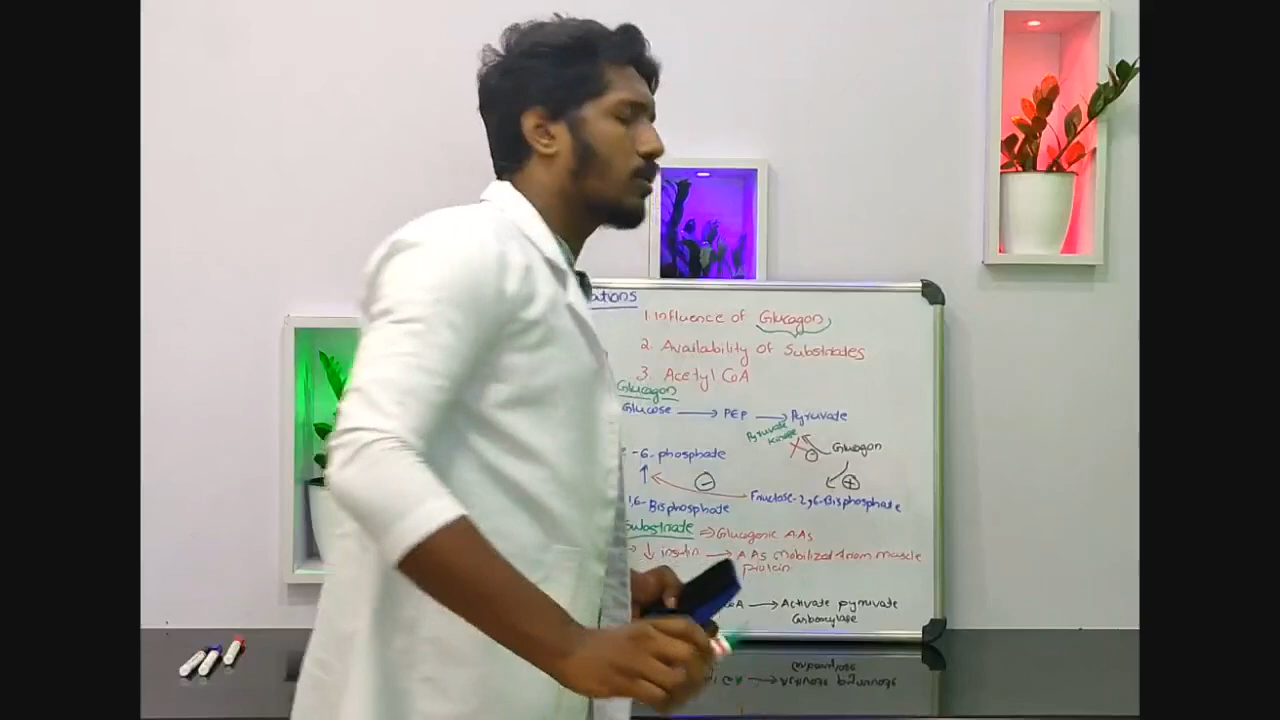 ations
1. Influence of Glucagon
2. Availability of Substrates
3. Acetyl CoA
Glucagon
Glucose → PEP → Pyruvate
Pyruvate
kinase
Glucagon
-6-phosphate
-
+
1,6-Bisphosphate
Fructose-2,6-Bisphosphate
Substrate ⇒ Glucogenic AAs
↓ insulin → AAs mobilized from muscle
protein
CoA → Activate pyruvate
Carboxylase